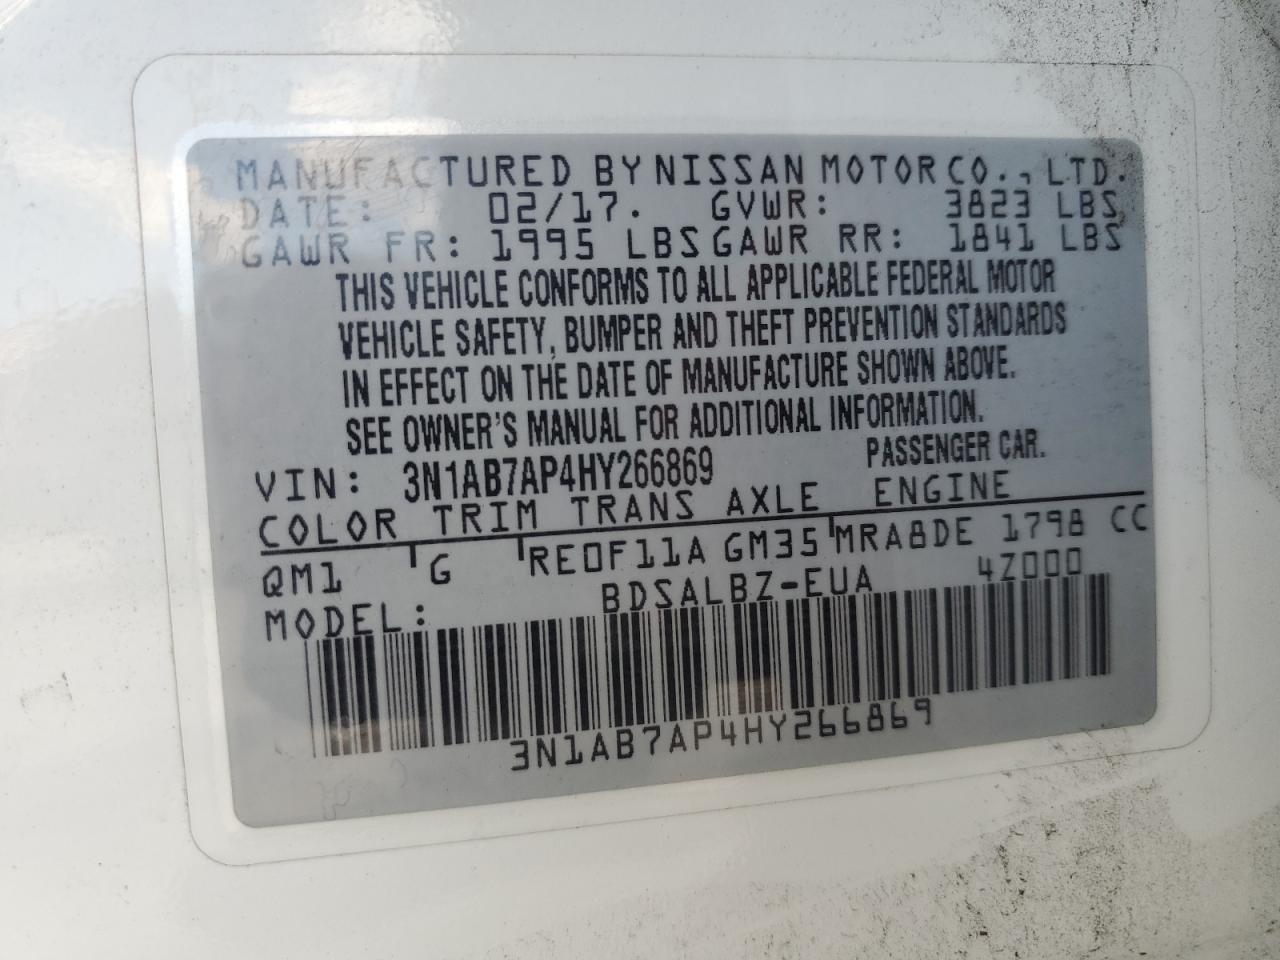 MANUFACTURED BY NISSAN MOTOR CO., LTD.
DATE: 02/17. GVWR: 3823 LBS
GAWR FR: 1995 LBS GAWR RR: 1841 LBS
THIS VEHICLE CONFORMS TO ALL APPLICABLE FEDERAL MOTOR
VEHICLE SAFETY, BUMPER AND THEFT PREVENTION STANDARDS
IN EFFECT ON THE DATE OF MANUFACTURE SHOWN ABOVE.
SEE OWNER'S MANUAL FOR ADDITIONAL INFORMATION.
VIN: 3N1AB7AP4HY266869 PASSENGER CAR.
COLOR TRIM TRANS AXLE ENGINE
QM1 G RE0F11A GM35 MRA8DE 1798 CC
MODEL: BDSALBZ-EUA 4Z000
3N1AB7AP4HY266869